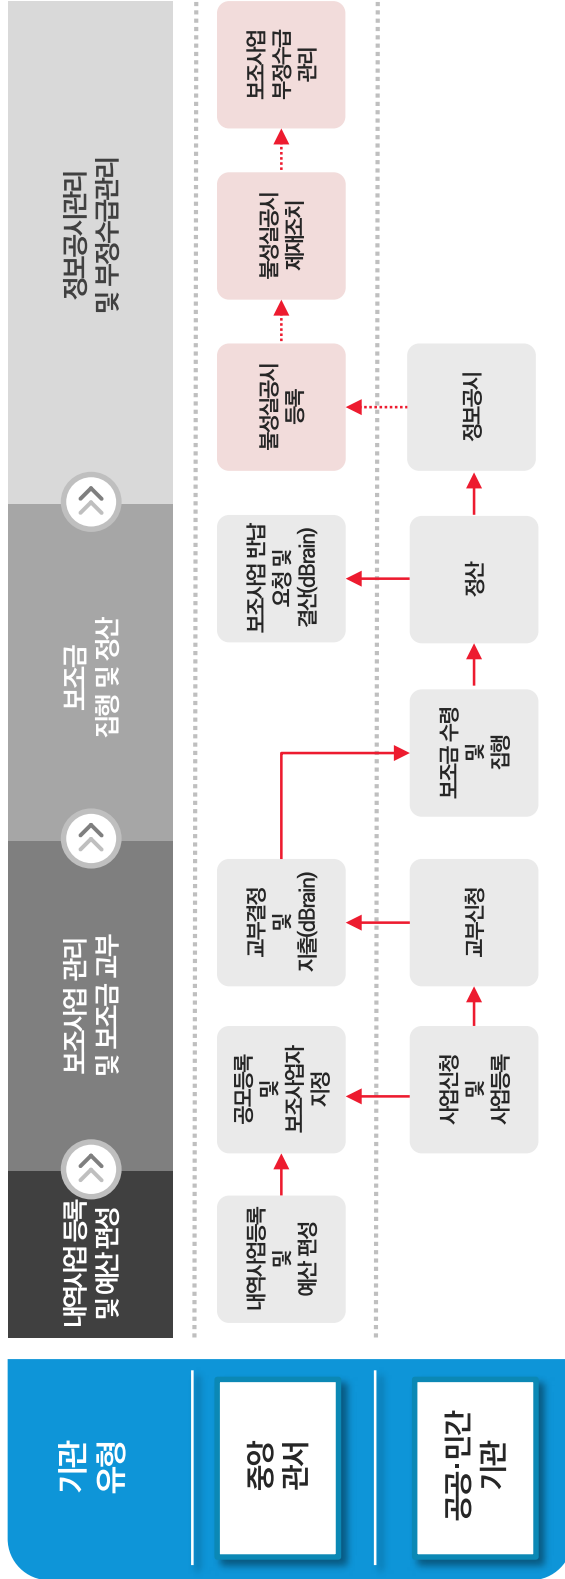 기관
유형
내역사업 등록
및 예산 편성
보조사업 관리
및 보조금 교부
보조금
집행 및 정산
정보공시관리
및 부정수급관리
중앙
관서
내역사업등록
및
예산 편성
공모등록
및
보조사업자
지정
교부결정
및
지출(dBrain)
보조사업 반납
요청 및
결산(dBrain)
불성실공시
등록
불성실공시
제재조치
보조사업
부정수급
관리
공공·민간
기관
사업신청
및
사업등록
교부신청
보조금 수령
및
집행
정산
정보공시